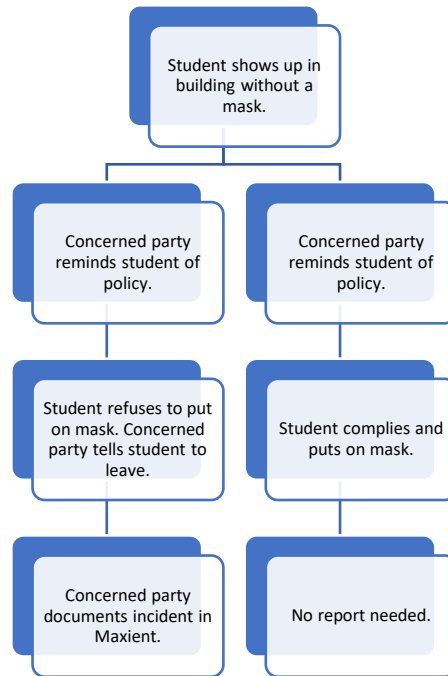 Student shows up in
building without a
mask.
Concerned party
reminds student of
policy.
Concerned party
reminds student of
policy.
Student refuses to put
on mask. Concerned
party tells student to
leave.
Student complies and
puts on mask.
Concerned party
documents incident in
Maxient.
No report needed.